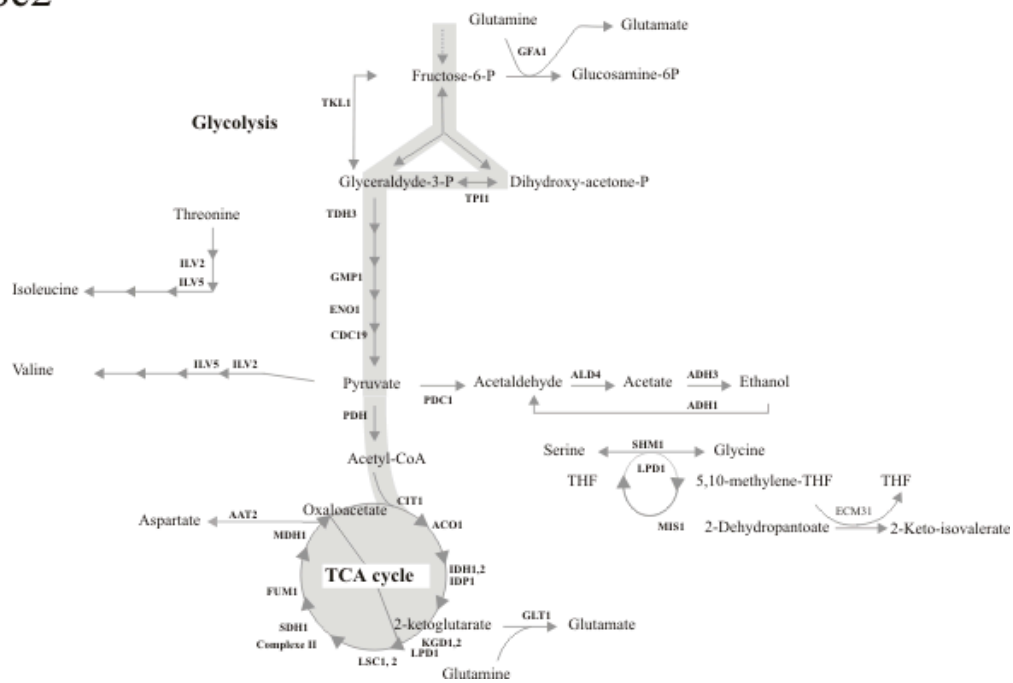 Glutamine
Glutamate
GFA1
Fructose-6-P
Glucosamine-6P
TKL1
Glycolysis
Glyceraldyde-3-P
Dihydroxy-acetone-P
TPI1
Threonine
TDH3
ILV2
GMP1
ILV5
Isoleucine
ENO1
CDC19
Valine
ILV5
ILV2
Pyruvate
PDC1
Acetaldehyde
ALD4
Acetate
ADH3
Ethanol
ADH1
PDH
Acetyl-CoA
Serine
SHM1
Glycine
LPD1
THF
5,10-methylene-THF
THF
CIT1
Oxaloacetate
ECM31
Aspartate
AAT2
ACO1
MIS1
2-Dehydropantoate
2-Keto-isovalerate
MDH1
TCA cycle
IDH1,2
IDP1
FUM1
2-ketoglutarate
GLT1
Glutamate
SDH1
Complexe II
KGD1,2
LPD1
LSC1, 2
Glutamine